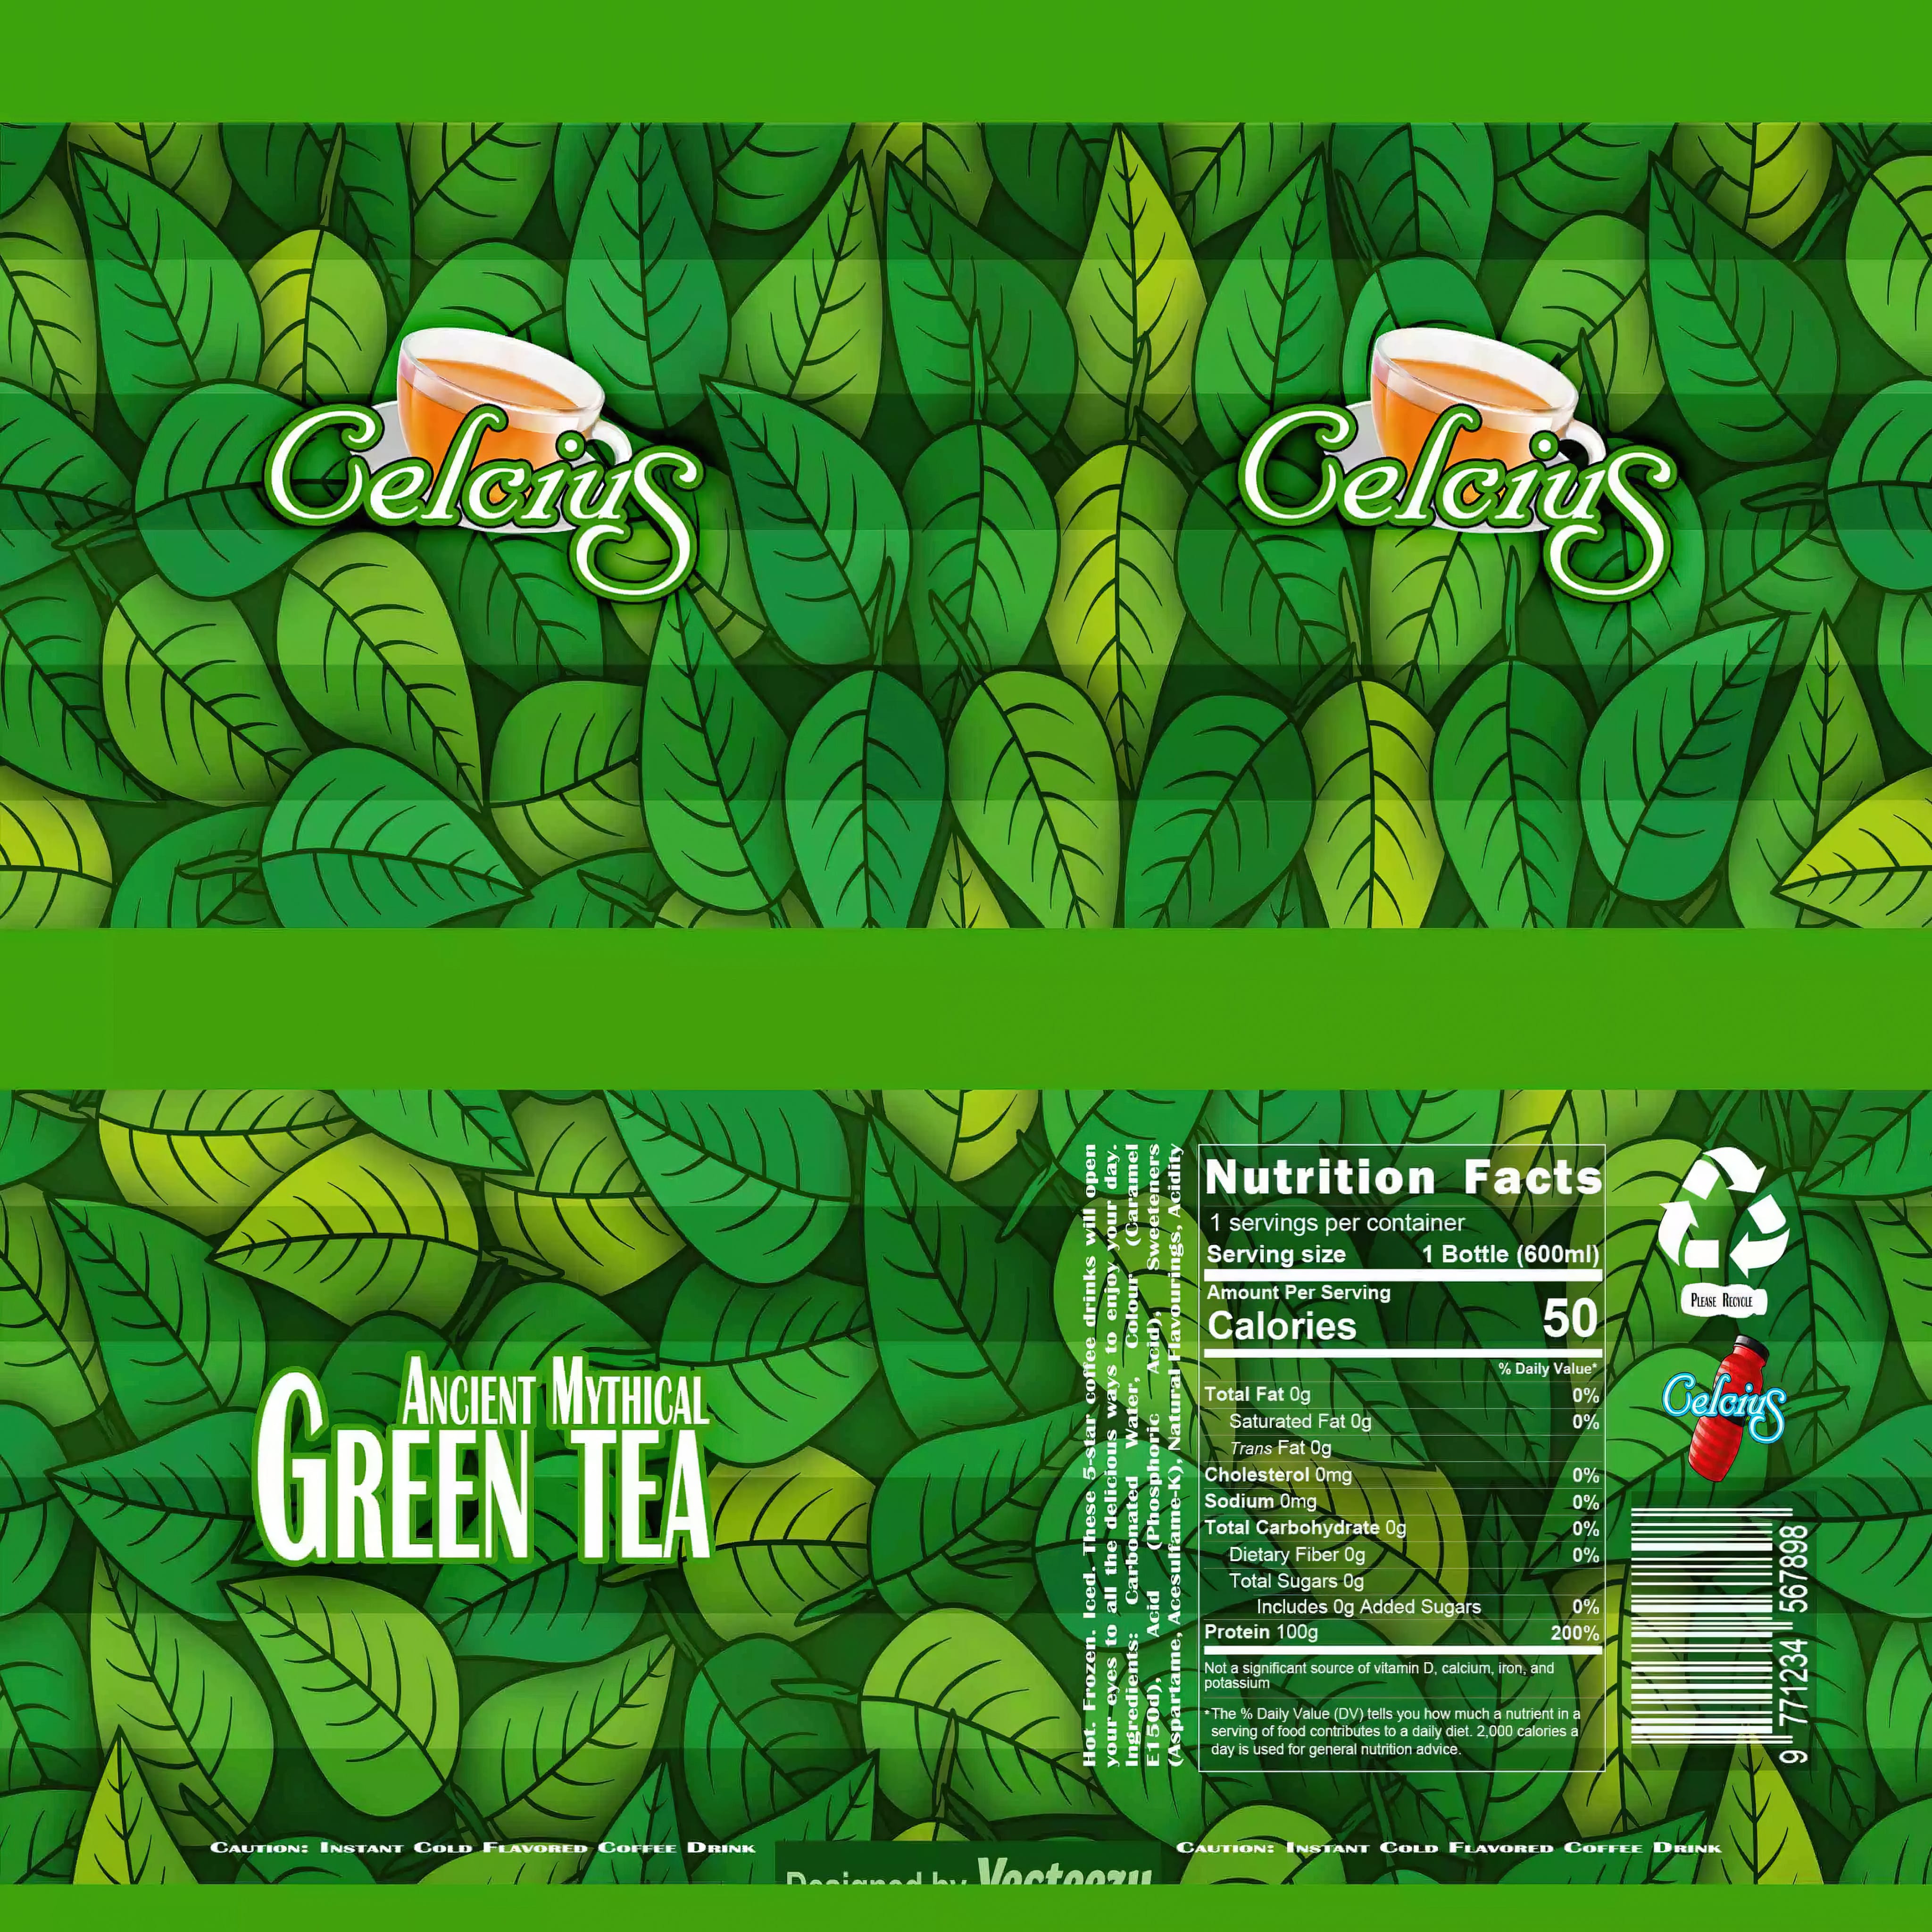 Celcius
Celcius
Ancient Mythical
Green Tea
Hot. Frozen. Iced. These 5-star coffee drinks will open
your eyes to all the delicious ways to enjoy your day.
Ingredients: Carbonated Water, Colour (Caramel
E150d), Acid (Phosphoric Acid), Sweeteners
(Aspartame, Acesulfame-K), Natural Flavourings, Acidity
Nutrition Facts
1 servings per container
Serving size 1 Bottle (600ml)
Amount Per Serving
Calories 50
% Daily Value*
Total Fat 0g 0%
Saturated Fat 0g 0%
Trans Fat 0g
Cholesterol 0mg 0%
Sodium 0mg 0%
Total Carbohydrate 0g 0%
Dietary Fiber 0g 0%
Total Sugars 0g
Includes 0g Added Sugars 0%
Protein 100g 200%
Not a significant source of vitamin D, calcium, iron, and
potassium
*The % Daily Value (DV) tells you how much a nutrient in a
serving of food contributes to a daily diet. 2,000 calories a
day is used for general nutrition advice.
Please Recycle
Celcius
9 771234 567898
Caution: Instant Cold Flavored Coffee Drink
Designed by Vecteezy
Caution: Instant Cold Flavored Coffee Drink